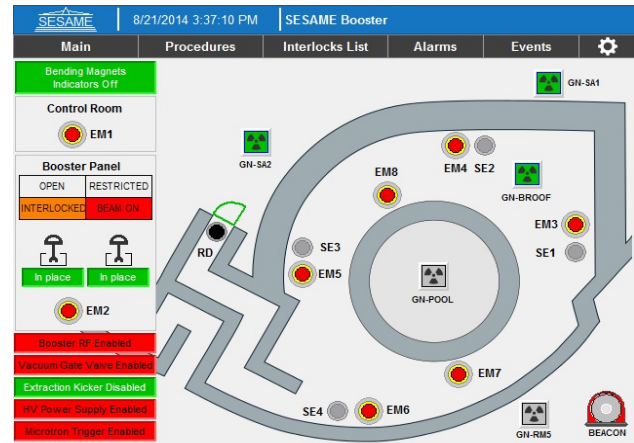 SESAME
8/21/2014 3:37:10 PM
SESAME Booster
Main
Procedures
Interlocks List
Alarms
Events
Bending Magnets
Indicators Off
Control Room
EM1
Booster Panel
OPEN
RESTRICTED
INTERLOCKED
BEAM ON
In place
In place
EM2
Booster RF Enabled
Vacuum Gate Valve Enabled
Extraction Kicker Disabled
HV Power Supply Enabled
Microtron Trigger Enabled
GN-SA1
GN-SA2
EM4
SE2
EM8
GN-BROOF
EM3
SE1
RD
SE3
EM5
GN-POOL
EM7
SE4
EM6
GN-RM5
BEACON